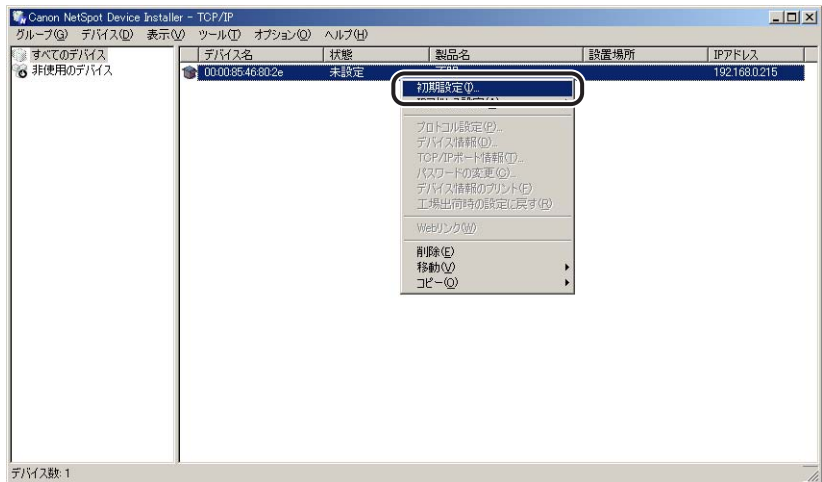 Canon NetSpot Device Installer - TCP/IP
グループ(G) デバイス(D) 表示(V) ツール(T) オプション(O) ヘルプ(H)
すべてのデバイス
非使用のデバイス
デバイス名 状態 製品名 設置場所 IPアドレス
00:00:85:46:80:2e 未設定 192.168.0.215
初期設定(I)...
プロトコル設定(P)...
デバイス情報(D)...
TCP/IPポート情報(T)...
パスワードの変更(C)...
デバイス情報のプリント(F)
工場出荷時の設定に戻す(R)
Webリンク(W)
削除(E)
移動(V)
コピー(O)
デバイス数: 1